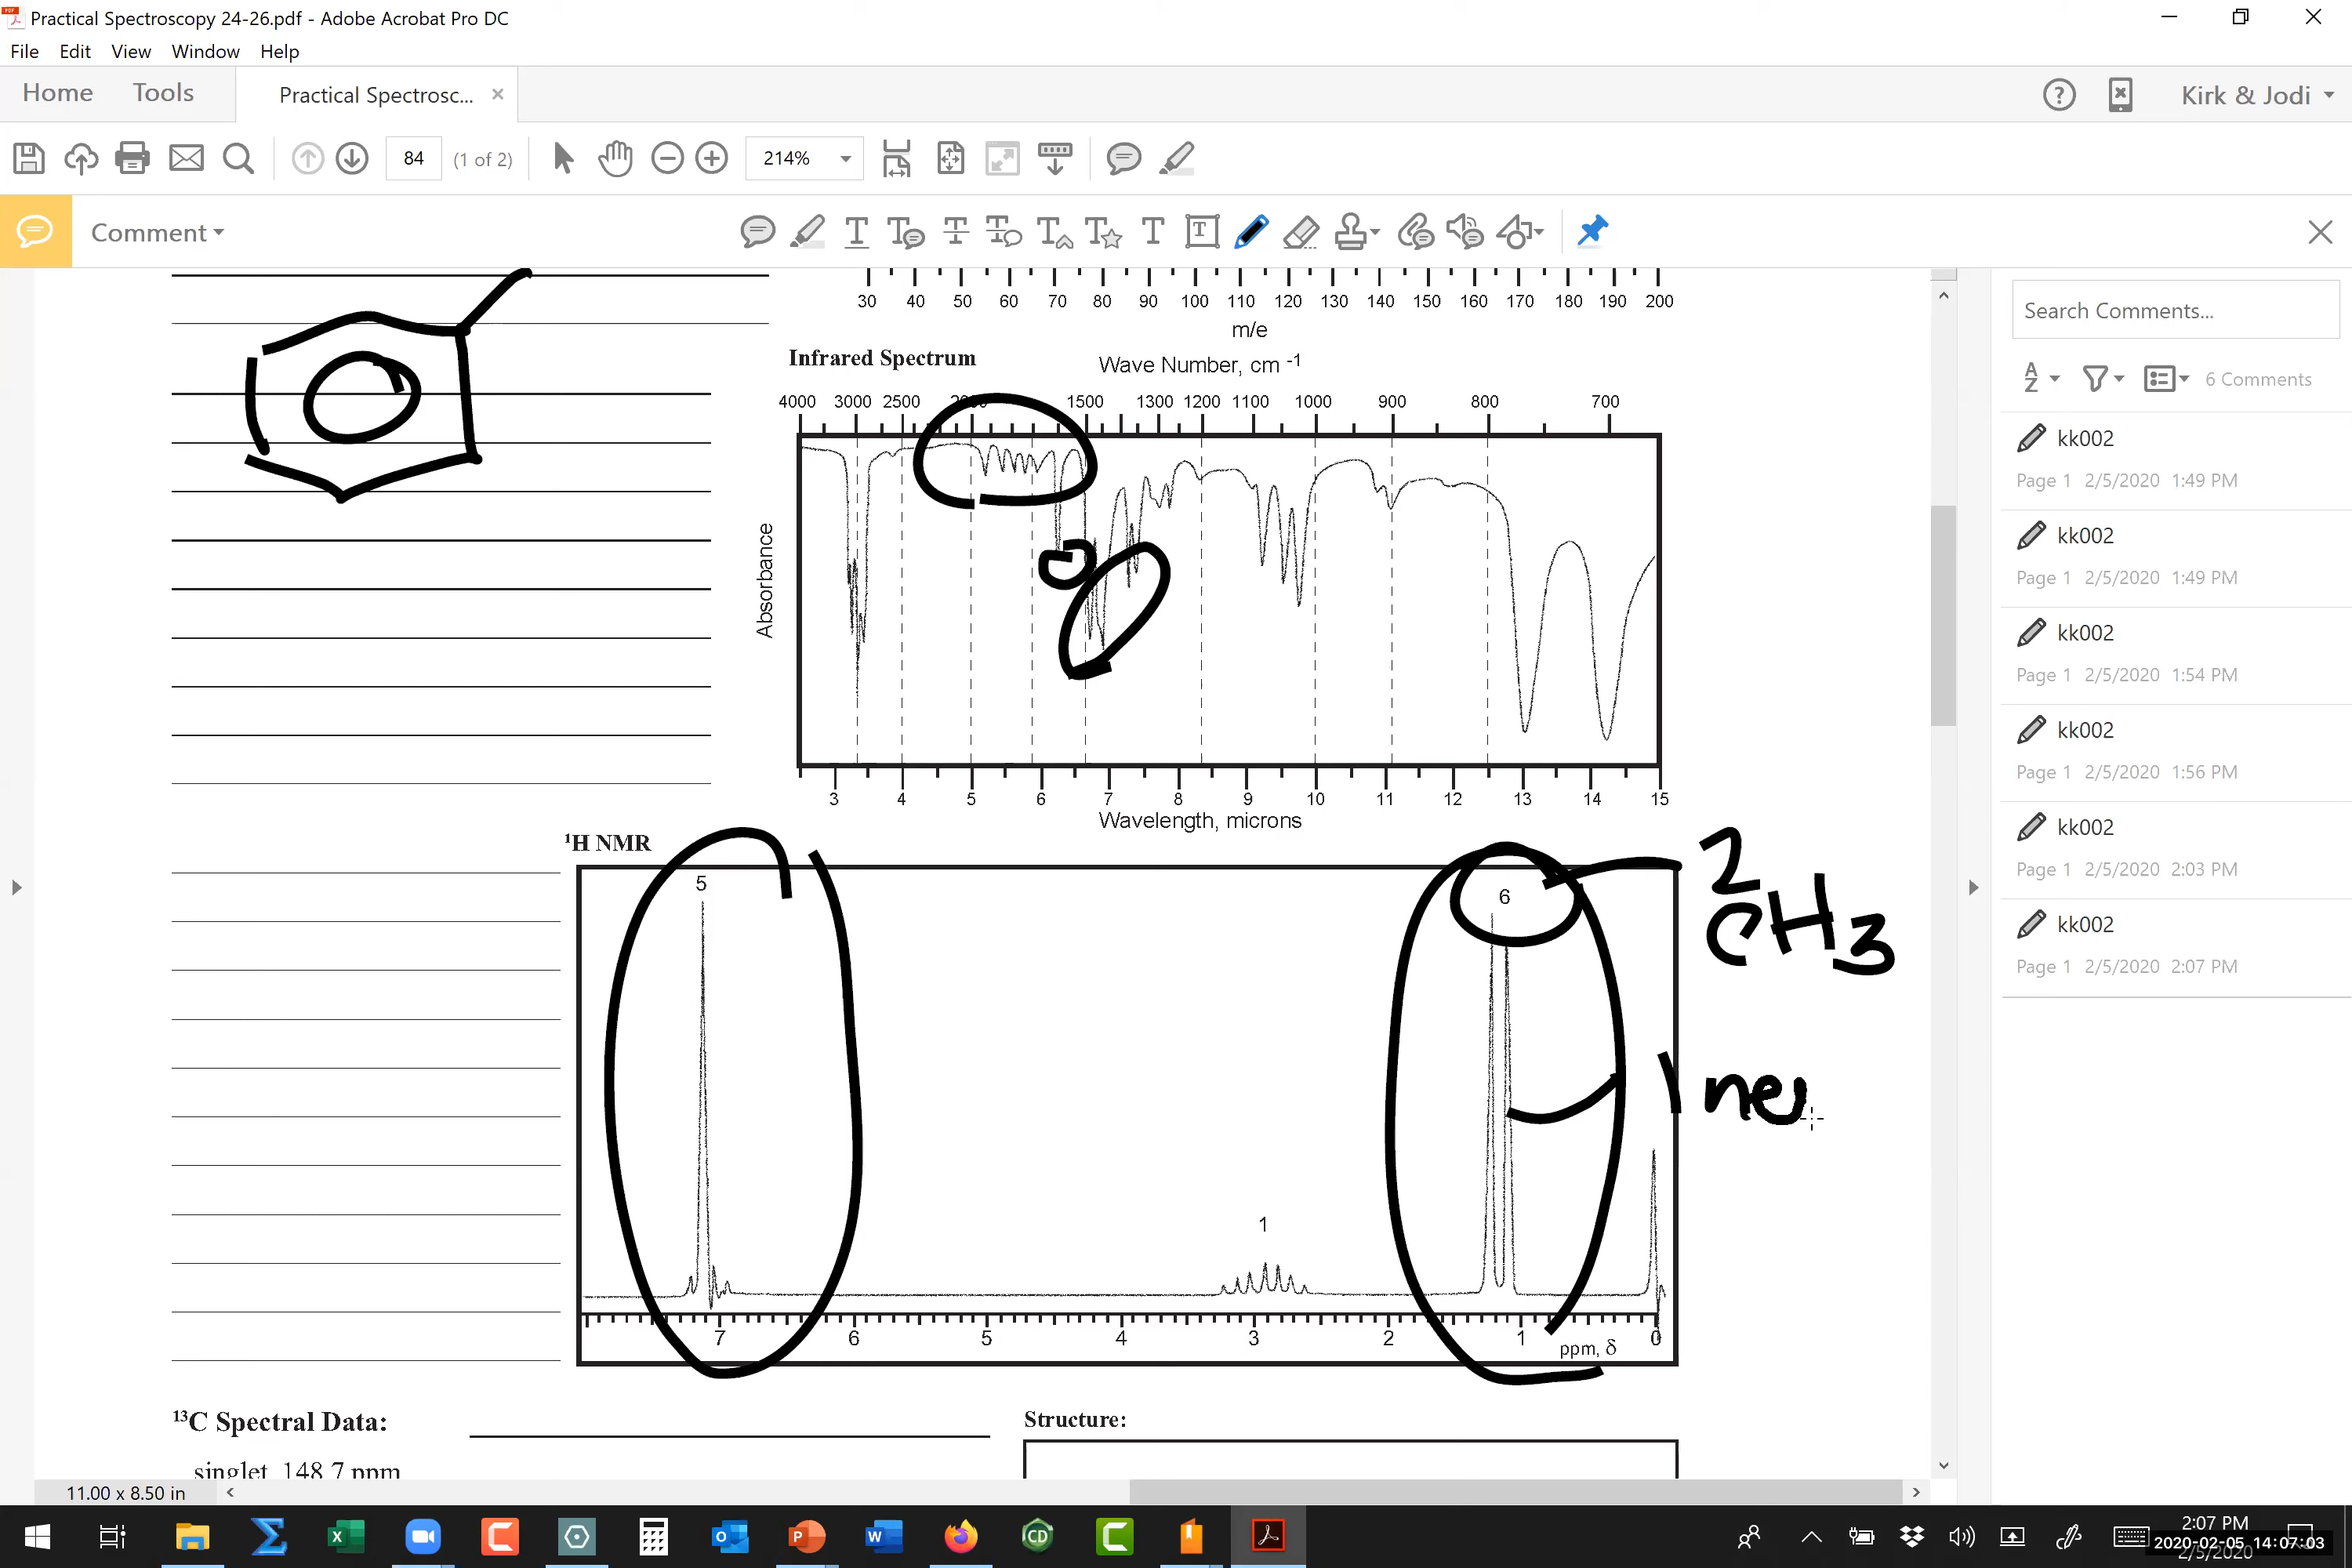 Practical Spectroscopy 24-26.pdf - Adobe Acrobat Pro DC
File Edit View Window Help
Home Tools Practical Spectrosc... × Kirk & Jodi
84 (1 of 2) 214%
Comment
30 40 50 60 70 80 90 100 110 120 130 140 150 160 170 180 190 200
m/e
Infrared Spectrum Wave Number, cm -1
4000 3000 2500 2000 1500 1300 1200 1100 1000 900 800 700
Absorbance
3 4 5 6 7 8 9 10 11 12 13 14 15
Wavelength, microns
¹H NMR
5
6
2
CH3
1 nei
1
7 6 5 4 3 2 1 0
ppm, δ
¹³C Spectral Data:
singlet 148.7 ppm
Structure:
11.00 x 8.50 in
Search Comments...
6 Comments
kk002
Page 1 2/5/2020 1:49 PM
kk002
Page 1 2/5/2020 1:49 PM
kk002
Page 1 2/5/2020 1:54 PM
kk002
Page 1 2/5/2020 1:56 PM
kk002
Page 1 2/5/2020 2:03 PM
kk002
Page 1 2/5/2020 2:07 PM
2:07 PM
2020-02-05 14:07:03
2/5/2020